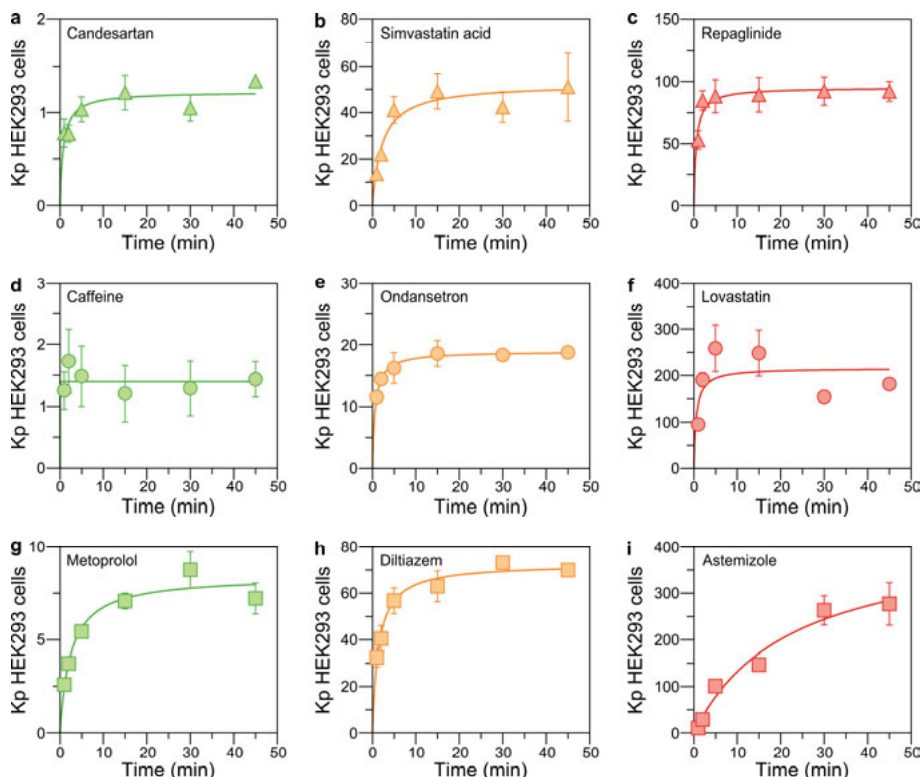 a Candesartan
Kp HEK293 cells
2
1
0
0 10 20 30 40 50
Time (min)
b Simvastatin acid
Kp HEK293 cells
80
60
40
20
0
0 10 20 30 40 50
Time (min)
c Repaglinide
Kp HEK293 cells
150
100
50
0
0 10 20 30 40 50
Time (min)
d Caffeine
Kp HEK293 cells
3
2
1
0
0 10 20 30 40 50
Time (min)
e Ondansetron
Kp HEK293 cells
30
20
10
0
0 10 20 30 40 50
Time (min)
f Lovastatin
Kp HEK293 cells
400
300
200
100
0
0 10 20 30 40 50
Time (min)
g Metoprolol
Kp HEK293 cells
10
5
0
0 10 20 30 40 50
Time (min)
h Diltiazem
Kp HEK293 cells
80
60
40
20
0
0 10 20 30 40 50
Time (min)
i Astemizole
Kp HEK293 cells
400
300
200
100
0
0 10 20 30 40 50
Time (min)